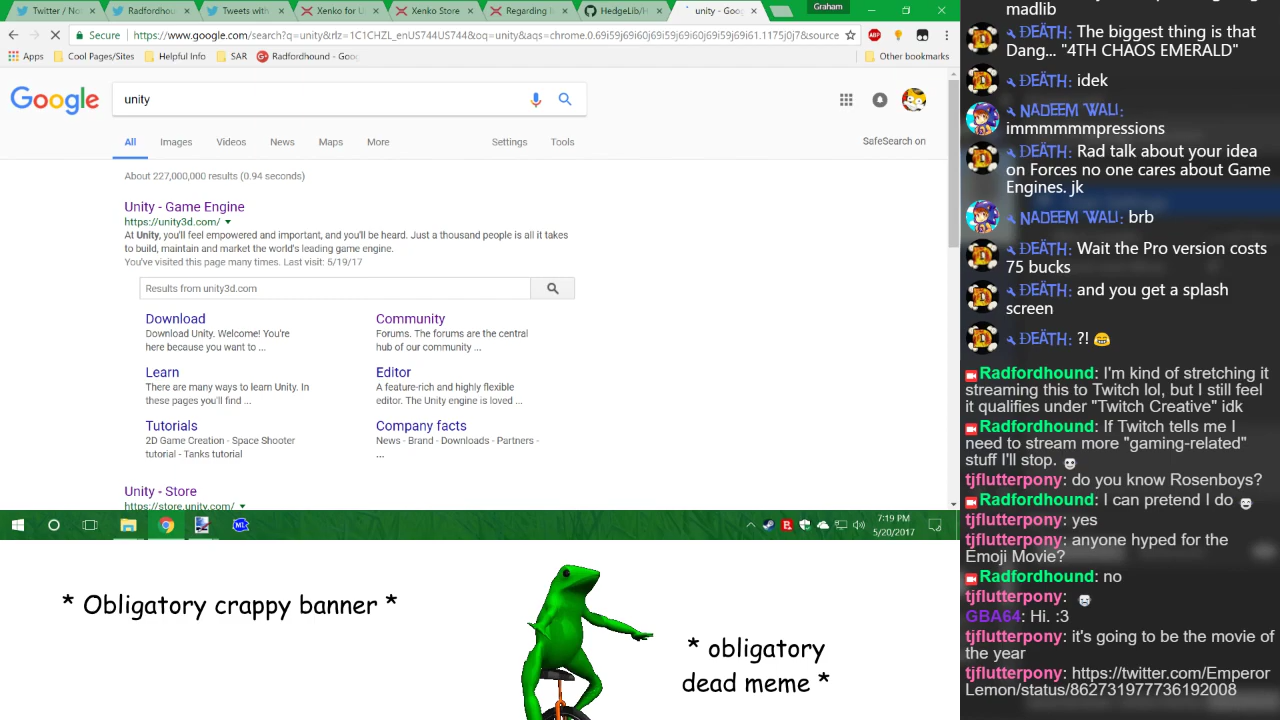 Twitter / No
Radfordhoun
Tweets with
Xenko for U
Xenko Store
Regarding li
HedgeLib/H
unity - Goog
Graham
Secure
https://www.google.com/search?q=unity&rlz=1C1CHZL_enUS744US744&oq=unity&aqs=chrome.0.69i59j69i60j69i59j69i60j69i59j69i61.1175j0j7&source
Apps
Cool Pages/Sites
Helpful Info
SAR
Radfordhound - Goo
Other bookmarks
Google
unity
All
Images
Videos
News
Maps
More
Settings
Tools
SafeSearch on
About 227,000,000 results (0.94 seconds)
Unity - Game Engine
https://unity3d.com/
At Unity, you'll feel empowered and important, and you'll be heard. Just a thousand people is all it takes
to build, maintain and market the world's leading game engine.
You've visited this page many times. Last visit: 5/19/17
Results from unity3d.com
Download
Download Unity. Welcome! You're
here because you want to ...
Community
Forums. The forums are the central
hub of our community ...
Learn
There are many ways to learn Unity. In
these pages you'll find ...
Editor
A feature-rich and highly flexible
editor. The Unity engine is loved ...
Tutorials
2D Game Creation - Space Shooter
tutorial - Tanks tutorial
Company facts
News - Brand - Downloads - Partners -
...
Unity - Store
https://store.unity.com/
7:19 PM
5/20/2017
* Obligatory crappy banner *
* obligatory
dead meme *
madlib
DEÄTH: The biggest thing is that
Dang... "4TH CHAOS EMERALD"
DEÄTH: idek
NADEEM WALI:
immmmmmpressions
DEÄTH: Rad talk about your idea
on Forces no one cares about Game
Engines. jk
NADEEM WALI: brb
DEÄTH: Wait the Pro version costs
75 bucks
DEÄTH: and you get a splash
screen
DEÄTH: ?! 😂
Radfordhound: I'm kind of stretching it
streaming this to Twitch lol, but I still feel
it qualifies under "Twitch Creative" idk
Radfordhound: If Twitch tells me I
need to stream more "gaming-related"
stuff I'll stop.
tjflutterpony: do you know Rosenboys?
Radfordhound: I can pretend I do
tjflutterpony: yes
tjflutterpony: anyone hyped for the
Emoji Movie?
Radfordhound: no
tjflutterpony:
GBA64: Hi. :3
tjflutterpony: it's going to be the movie of
the year
tjflutterpony: https://twitter.com/Emperor
Lemon/status/862731977736192008